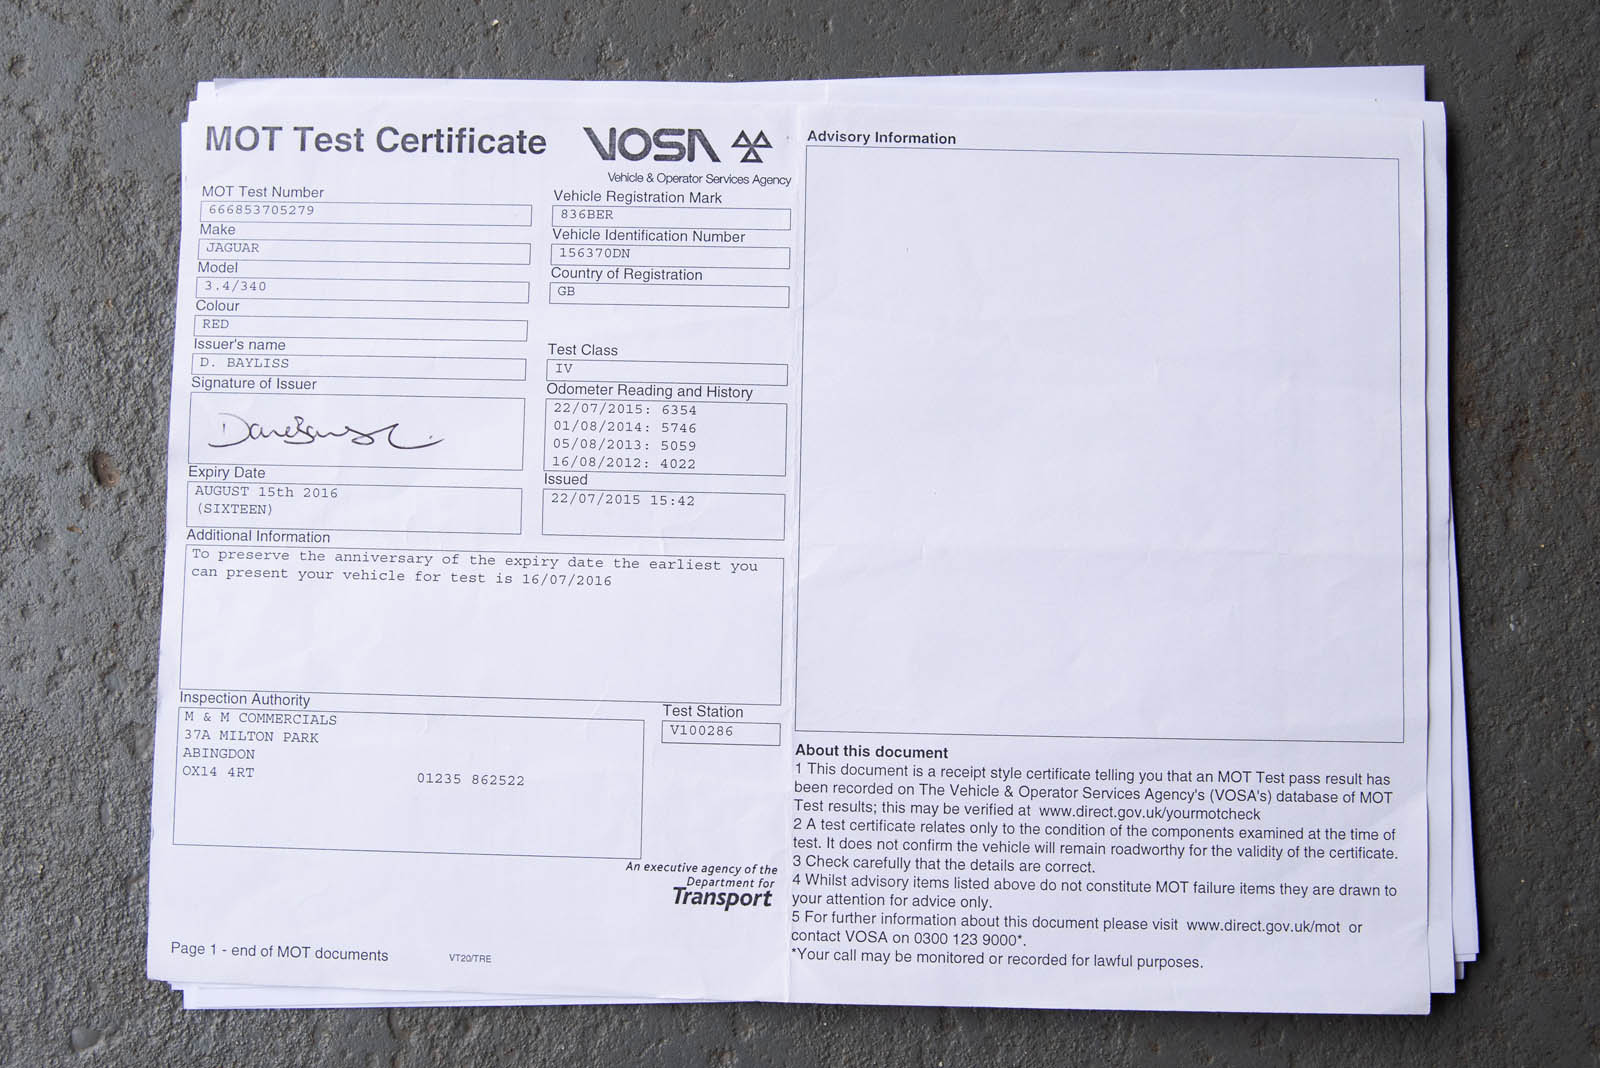 MOT Test Certificate
VOSA
Vehicle & Operator Services Agency
MOT Test Number
666853705279
Make
JAGUAR
Model
3.4/340
Colour
RED
Issuer's name
D. BAYLISS
Signature of Issuer
Expiry Date
AUGUST 15th 2016
(SIXTEEN)
Vehicle Registration Mark
836BER
Vehicle Identification Number
156370DN
Country of Registration
GB
Test Class
IV
Odometer Reading and History
22/07/2015: 6354
01/08/2014: 5746
05/08/2013: 5059
16/08/2012: 4022
Issued
22/07/2015 15:42
Additional Information
To preserve the anniversary of the expiry date the earliest you
can present your vehicle for test is 16/07/2016
Inspection Authority
M & M COMMERCIALS
37A MILTON PARK
ABINGDON
OX14 4RT 01235 862522
Test Station
V100286
An executive agency of the
Department for
Transport
Page 1 - end of MOT documents VT20/TRE
Advisory Information
About this document
1 This document is a receipt style certificate telling you that an MOT Test pass result has
been recorded on The Vehicle & Operator Services Agency's (VOSA's) database of MOT
Test results; this may be verified at www.direct.gov.uk/yourmotcheck
2 A test certificate relates only to the condition of the components examined at the time of
test. It does not confirm the vehicle will remain roadworthy for the validity of the certificate.
3 Check carefully that the details are correct.
4 Whilst advisory items listed above do not constitute MOT failure items they are drawn to
your attention for advice only.
5 For further information about this document please visit www.direct.gov.uk/mot or
contact VOSA on 0300 123 9000*.
*Your call may be monitored or recorded for lawful purposes.